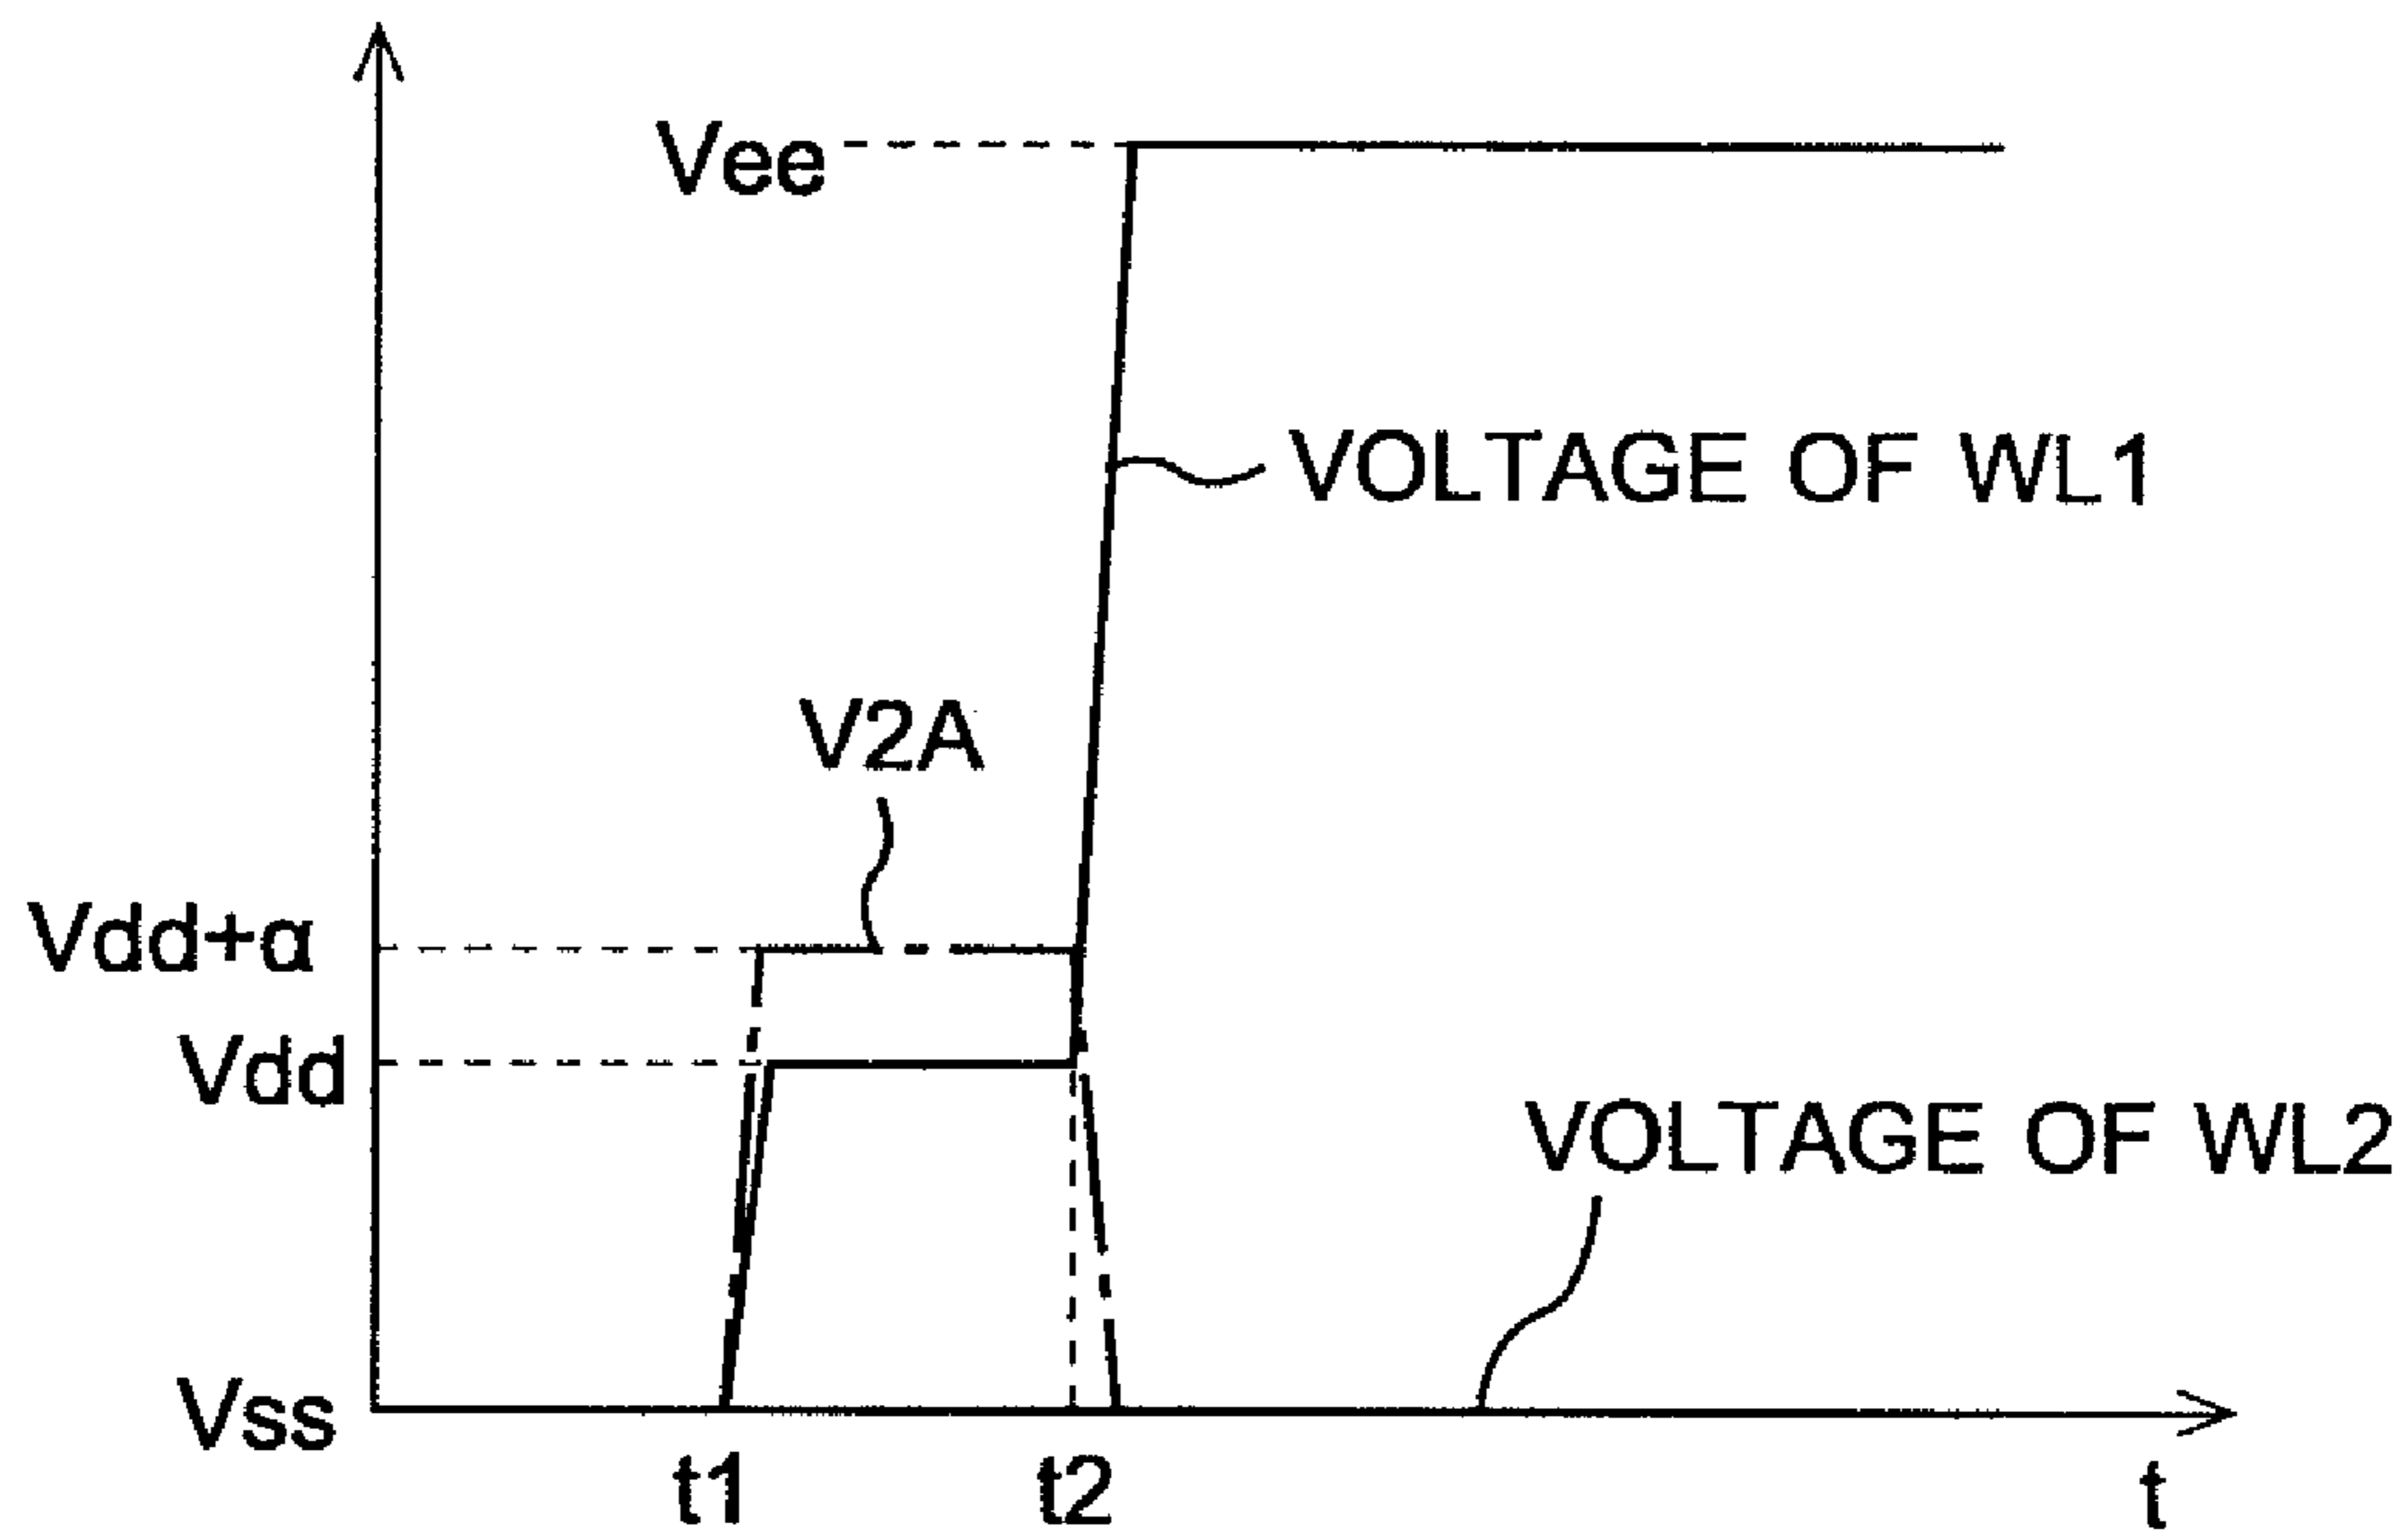 Vee
VOLTAGE OF WL1
V2A
Vdd+α
Vdd
VOLTAGE OF WL2
Vss
t1
t2
t